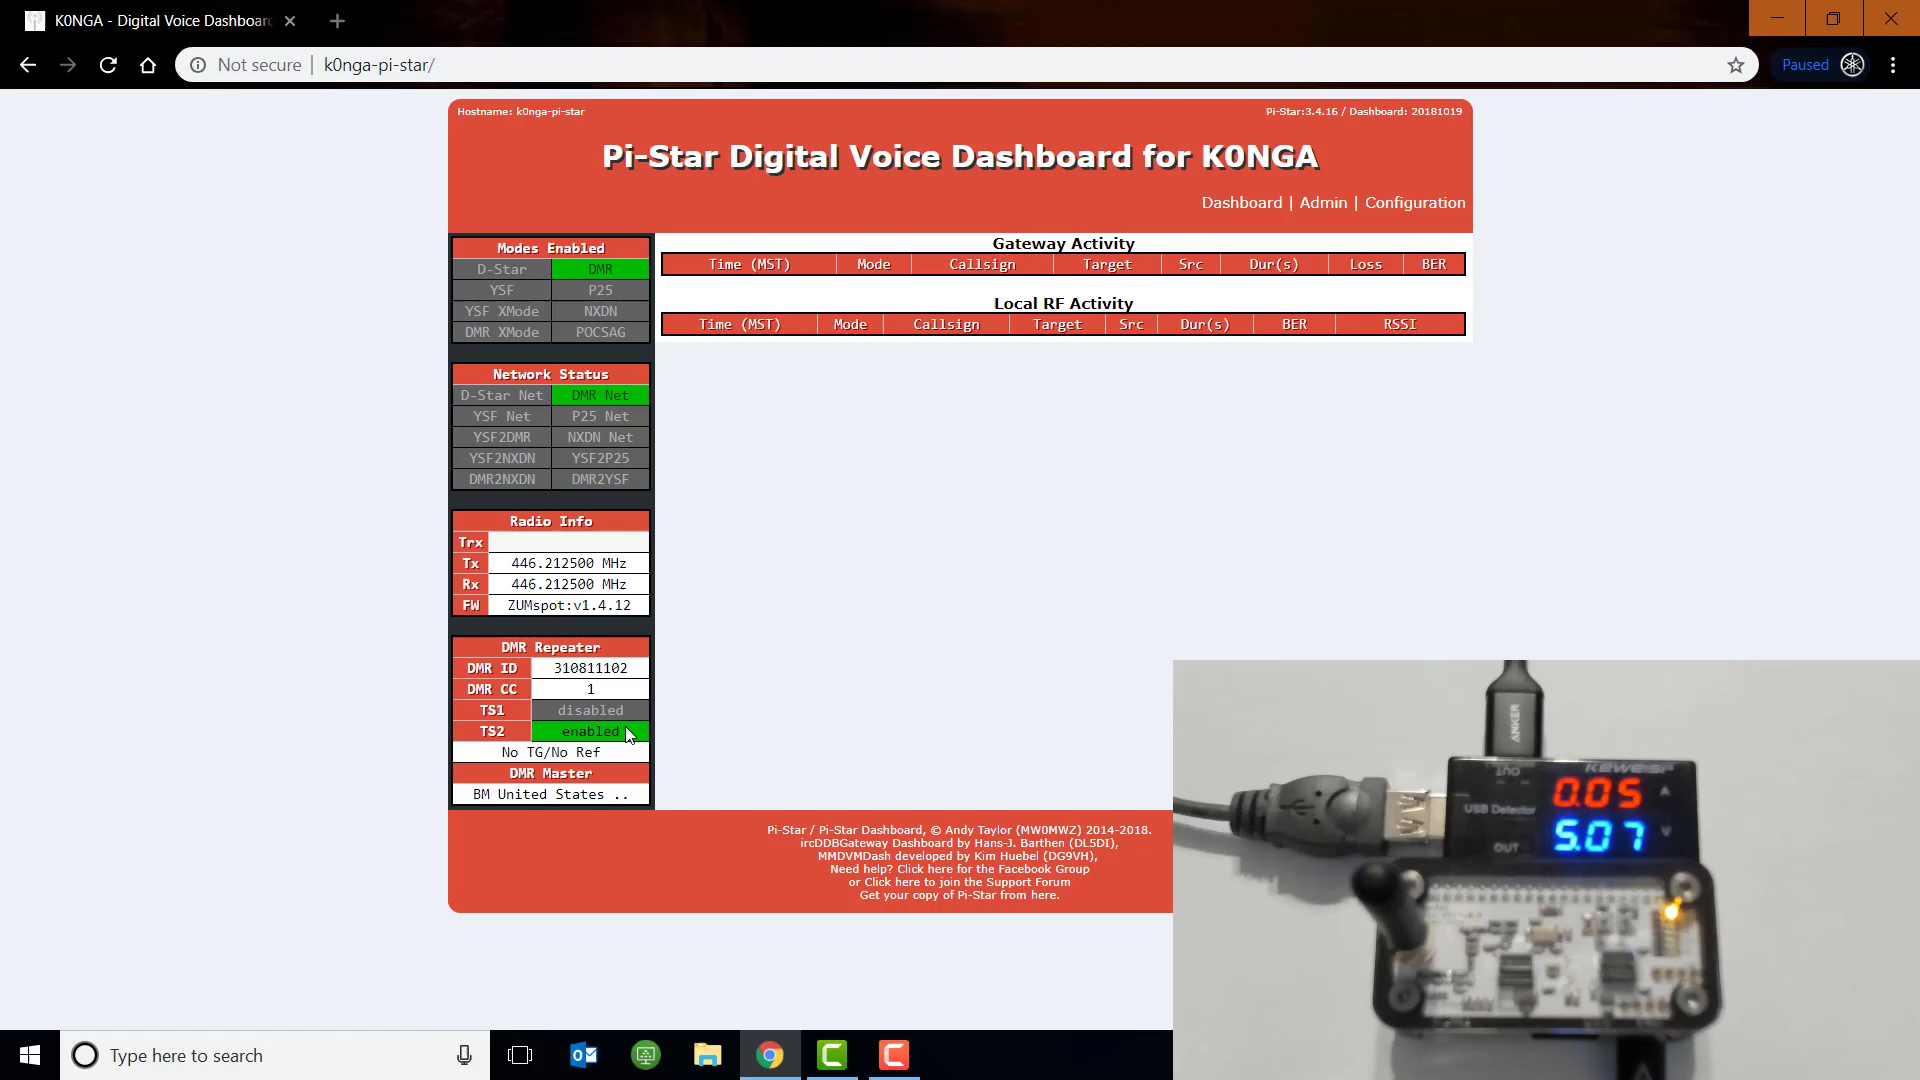 K0NGA - Digital Voice Dashboar
Not secure | k0nga-pi-star/
Paused
Hostname: k0nga-pi-star
Pi-Star:3.4.16 / Dashboard: 20181019
Pi-Star Digital Voice Dashboard for K0NGA
Dashboard | Admin | Configuration
Modes Enabled
D-Star DMR
YSF P25
YSF XMode NXDN
DMR XMode POCSAG
Network Status
D-Star Net DMR Net
YSF Net P25 Net
YSF2DMR NXDN Net
YSF2NXDN YSF2P25
DMR2NXDN DMR2YSF
Radio Info
Trx
Tx 446.212500 MHz
Rx 446.212500 MHz
FW ZUMspot:v1.4.12
DMR Repeater
DMR ID 310811102
DMR CC 1
TS1 disabled
TS2 enabled
No TG/No Ref
DMR Master
BM United States ..
Gateway Activity
Time (MST) Mode Callsign Target Src Dur(s) Loss BER
Local RF Activity
Time (MST) Mode Callsign Target Src Dur(s) BER RSSI
Pi-Star / Pi-Star Dashboard, © Andy Taylor (MW0MWZ) 2014-2018.
ircDDBGateway Dashboard by Hans-J. Barthen (DL5DI),
MMDVMDash developed by Kim Huebel (DG9VH),
Need help? Click here for the Facebook Group
or Click here to join the Support Forum
Get your copy of Pi-Star from here.
ANKER
OUT
KEWEISI
USB Detector
0.05 A
5.07 V
OUT
Type here to search